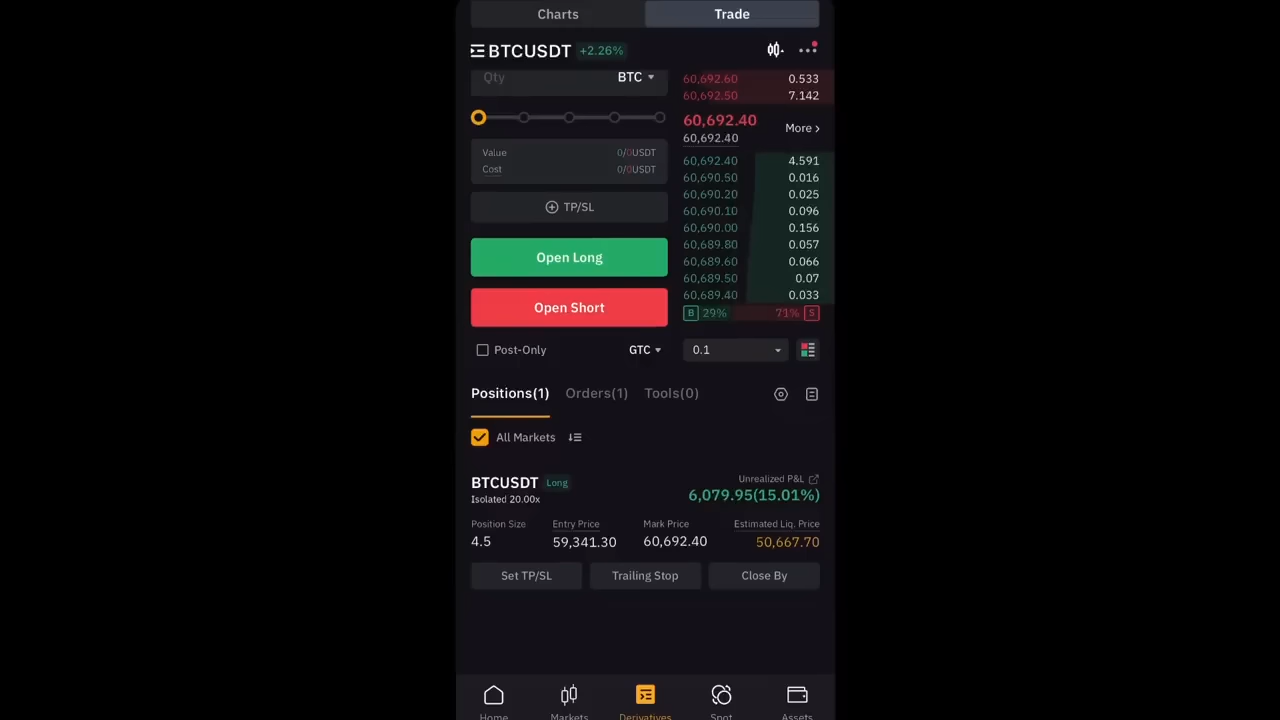 Charts Trade
BTCUSDT +2.26%
Qty BTC
60,692.60 0.533
60,692.50 7.142
60,692.40
60,692.40
More
Value 0/0USDT
Cost 0/0USDT
60,692.40 4.591
60,690.50 0.016
60,690.20 0.025
60,690.10 0.096
60,690.00 0.156
60,689.80 0.057
60,689.60 0.066
60,689.50 0.07
60,689.40 0.033
B 29% 71% S
TP/SL
Open Long
Open Short
Post-Only GTC 0.1
Positions(1) Orders(1) Tools(0)
All Markets
BTCUSDT Long
Isolated 20.00x
Unrealized P&L
6,079.95(15.01%)
Position Size Entry Price Mark Price Estimated Liq. Price
4.5 59,341.30 60,692.40 50,667.70
Set TP/SL Trailing Stop Close By
Home Markets Derivatives Spot Assets